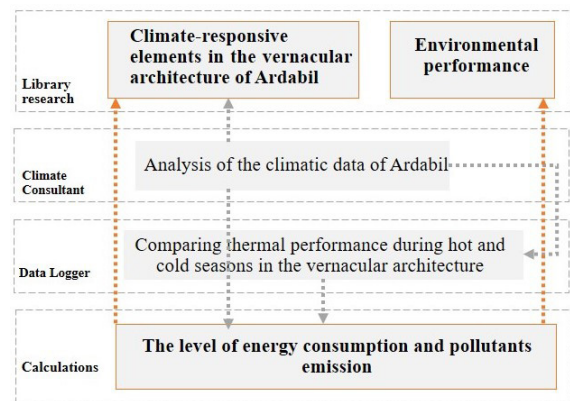 Climate-responsive
elements in the vernacular
architecture of Ardabil
Environmental
performance
Library
research
Analysis of the climatic data of Ardabil
Climate
Consultant
Comparing thermal performance during hot and
cold seasons in the vernacular architecture
Data Logger
The level of energy consumption and pollutants
emission
Calculations